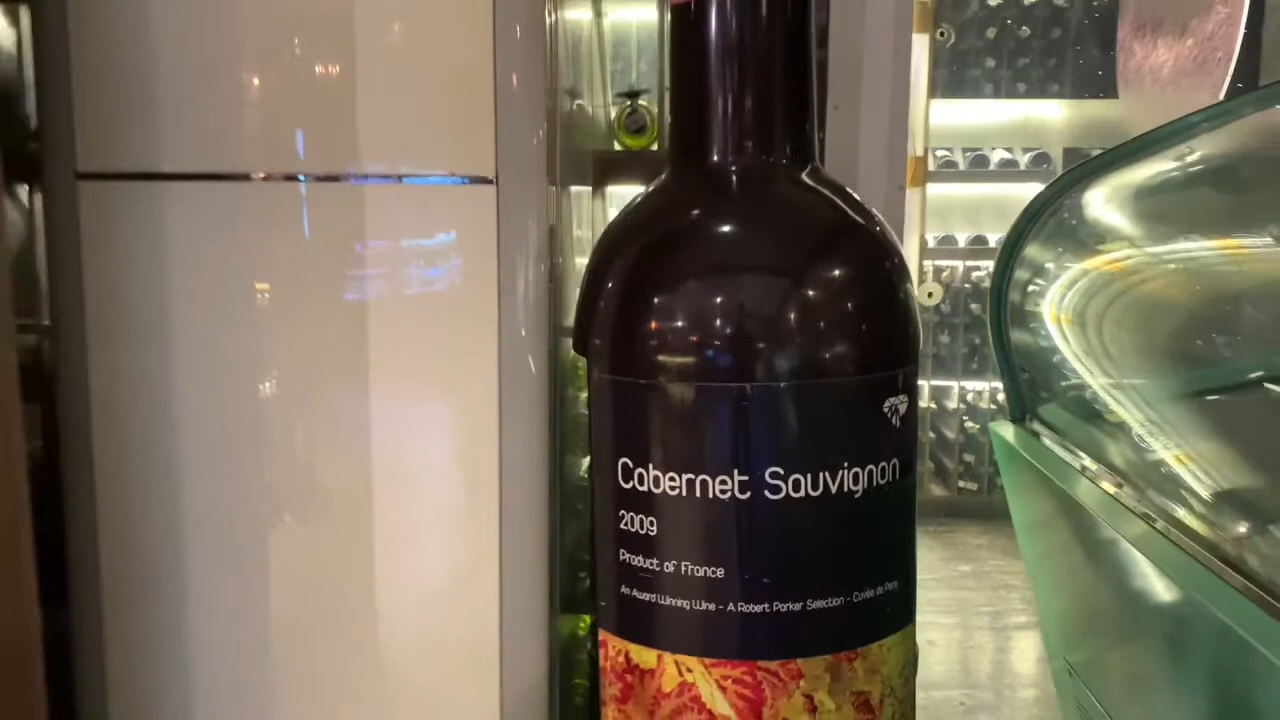 Cabernet Sauvignon
2009
Product of France
An Award Winning Wine - A Robert Parker Selection - Cuvée de Paris